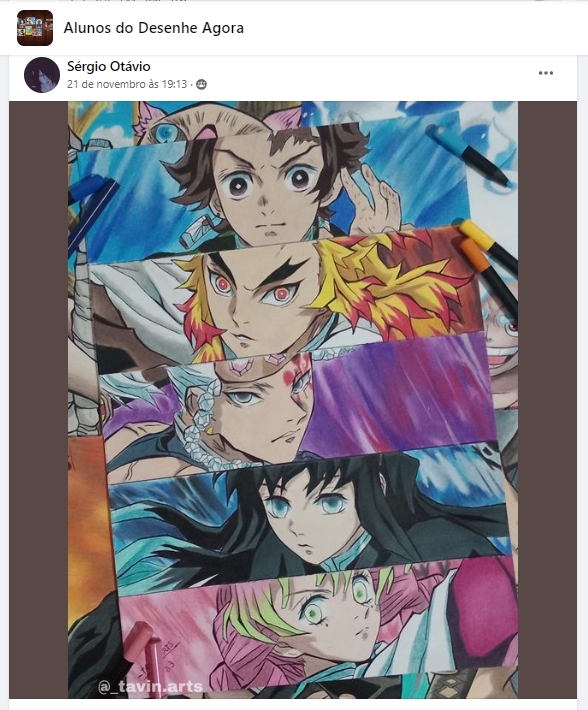 Alunos do Desenhe Agora
Sérgio Otávio
21 de novembro às 19:13 ·
@_tavin.arts